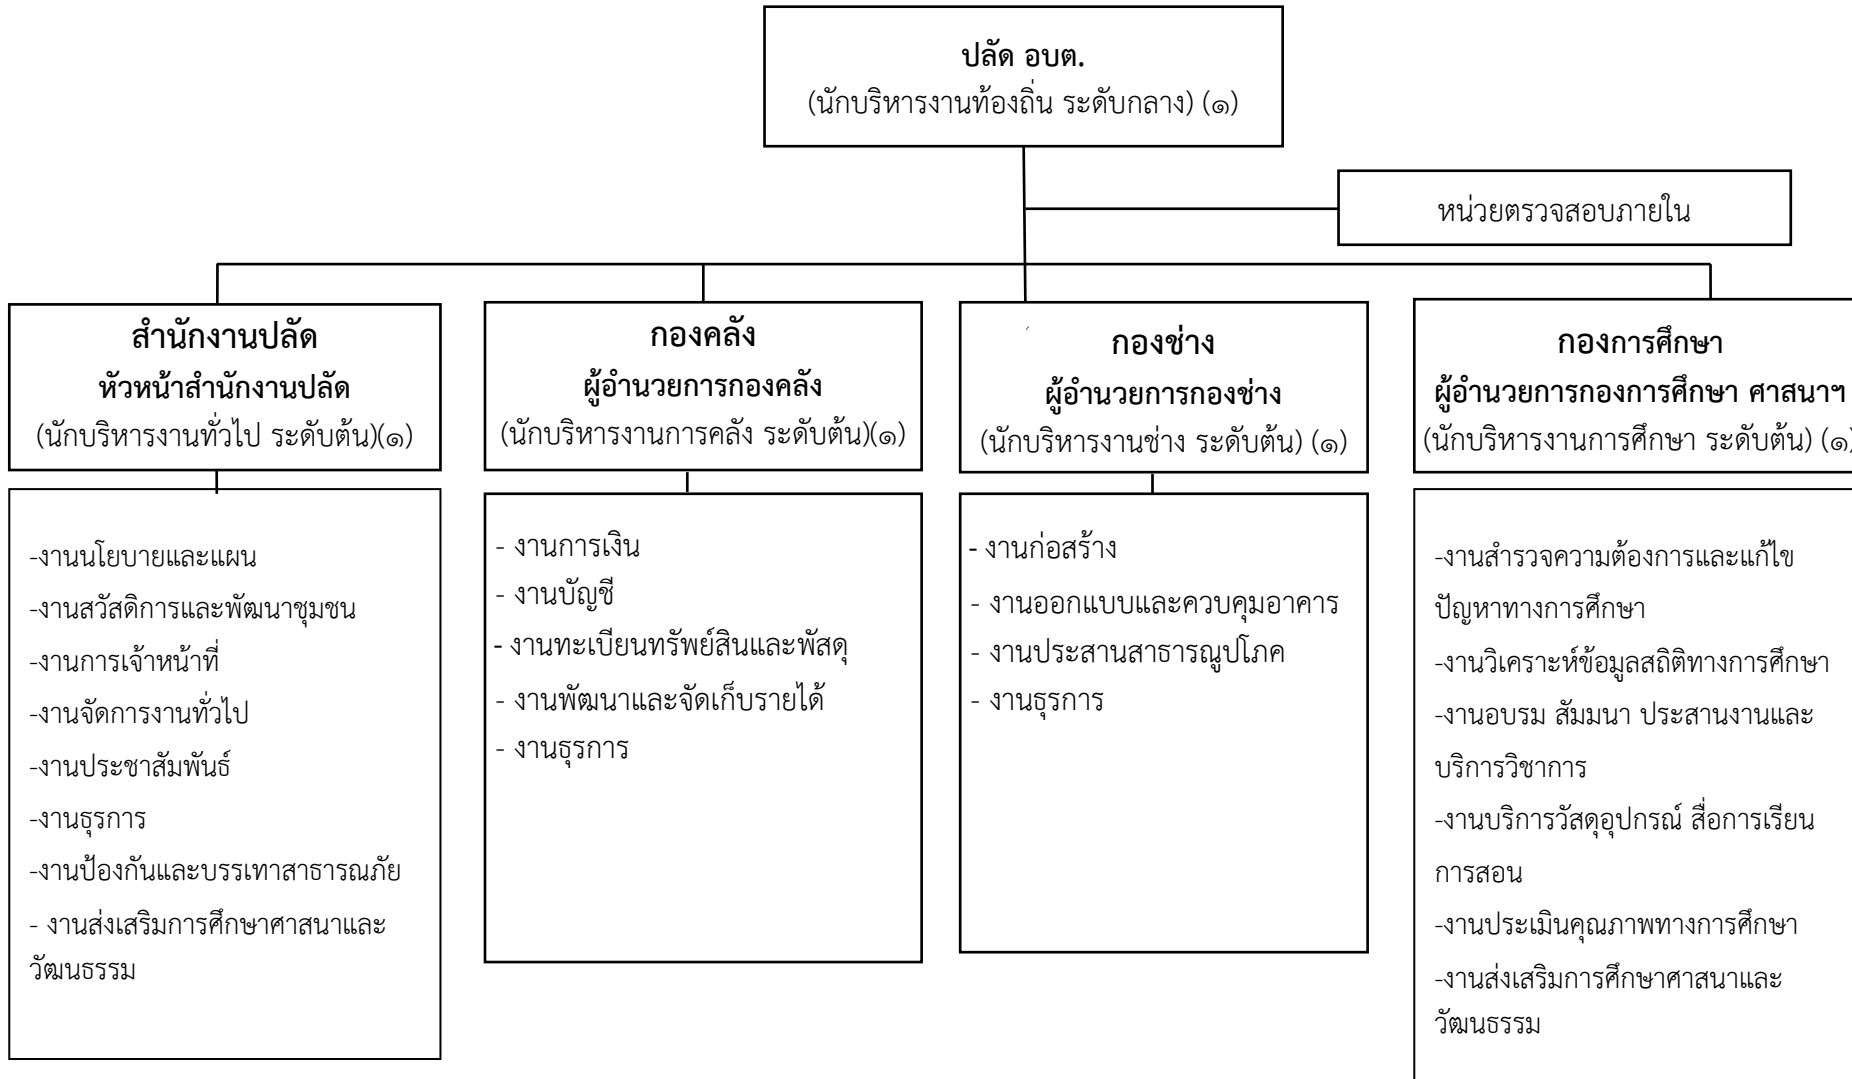 ปลัด อบต.
(นักบริหารงานท้องถิ่น ระดับกลาง) (๑)
หน่วยตรวจสอบภายใน
สำนักงานปลัด
หัวหน้าสำนักงานปลัด
(นักบริหารงานทั่วไป ระดับต้น)(๑)
กองคลัง
ผู้อำนวยการกองคลัง
(นักบริหารงานการคลัง ระดับต้น)(๑)
กองช่าง
ผู้อำนวยการกองช่าง
(นักบริหารงานช่าง ระดับต้น) (๑)
กองการศึกษา
ผู้อำนวยการกองการศึกษา ศาสนาฯ
(นักบริหารงานการศึกษา ระดับต้น) (๑)
-งานนโยบายและแผน
-งานสวัสดิการและพัฒนาชุมชน
-งานการเจ้าหน้าที่
-งานจัดการงานทั่วไป
-งานประชาสัมพันธ์
-งานธุรการ
-งานป้องกันและบรรเทาสาธารณภัย
- งานส่งเสริมการศึกษาศาสนาและ
วัฒนธรรม
- งานการเงิน
- งานบัญชี
- งานทะเบียนทรัพย์สินและพัสดุ
- งานพัฒนาและจัดเก็บรายได้
- งานธุรการ
- งานก่อสร้าง
- งานออกแบบและควบคุมอาคาร
- งานประสานสาธารณูปโภค
- งานธุรการ
-งานสำรวจความต้องการและแก้ไข
ปัญหาทางการศึกษา
-งานวิเคราะห์ข้อมูลสถิติทางการศึกษา
-งานอบรม สัมมนา ประสานงานและ
บริการวิชาการ
-งานบริการวัสดุอุปกรณ์ สื่อการเรียน
การสอน
-งานประเมินคุณภาพทางการศึกษา
-งานส่งเสริมการศึกษาศาสนาและ
วัฒนธรรม